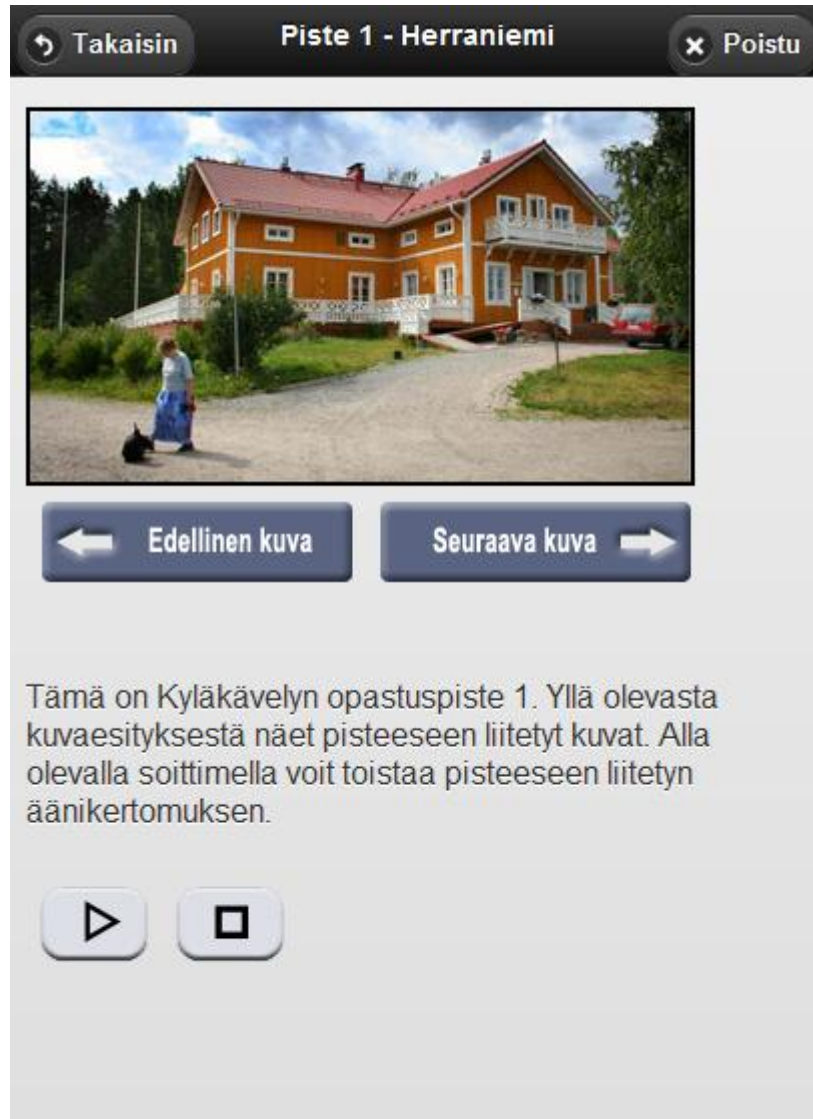 Takaisin
Piste 1 - Herraniemi
Poistu
Edellinen kuva
Seuraava kuva
Tämä on Kyläkävelyn opastuspiste 1. Yllä olevasta
kuvaesityksestä näet pisteeseen liitetyt kuvat. Alla
olevalla soittimella voit toistaa pisteeseen liitetyn
äänikertomuksen.